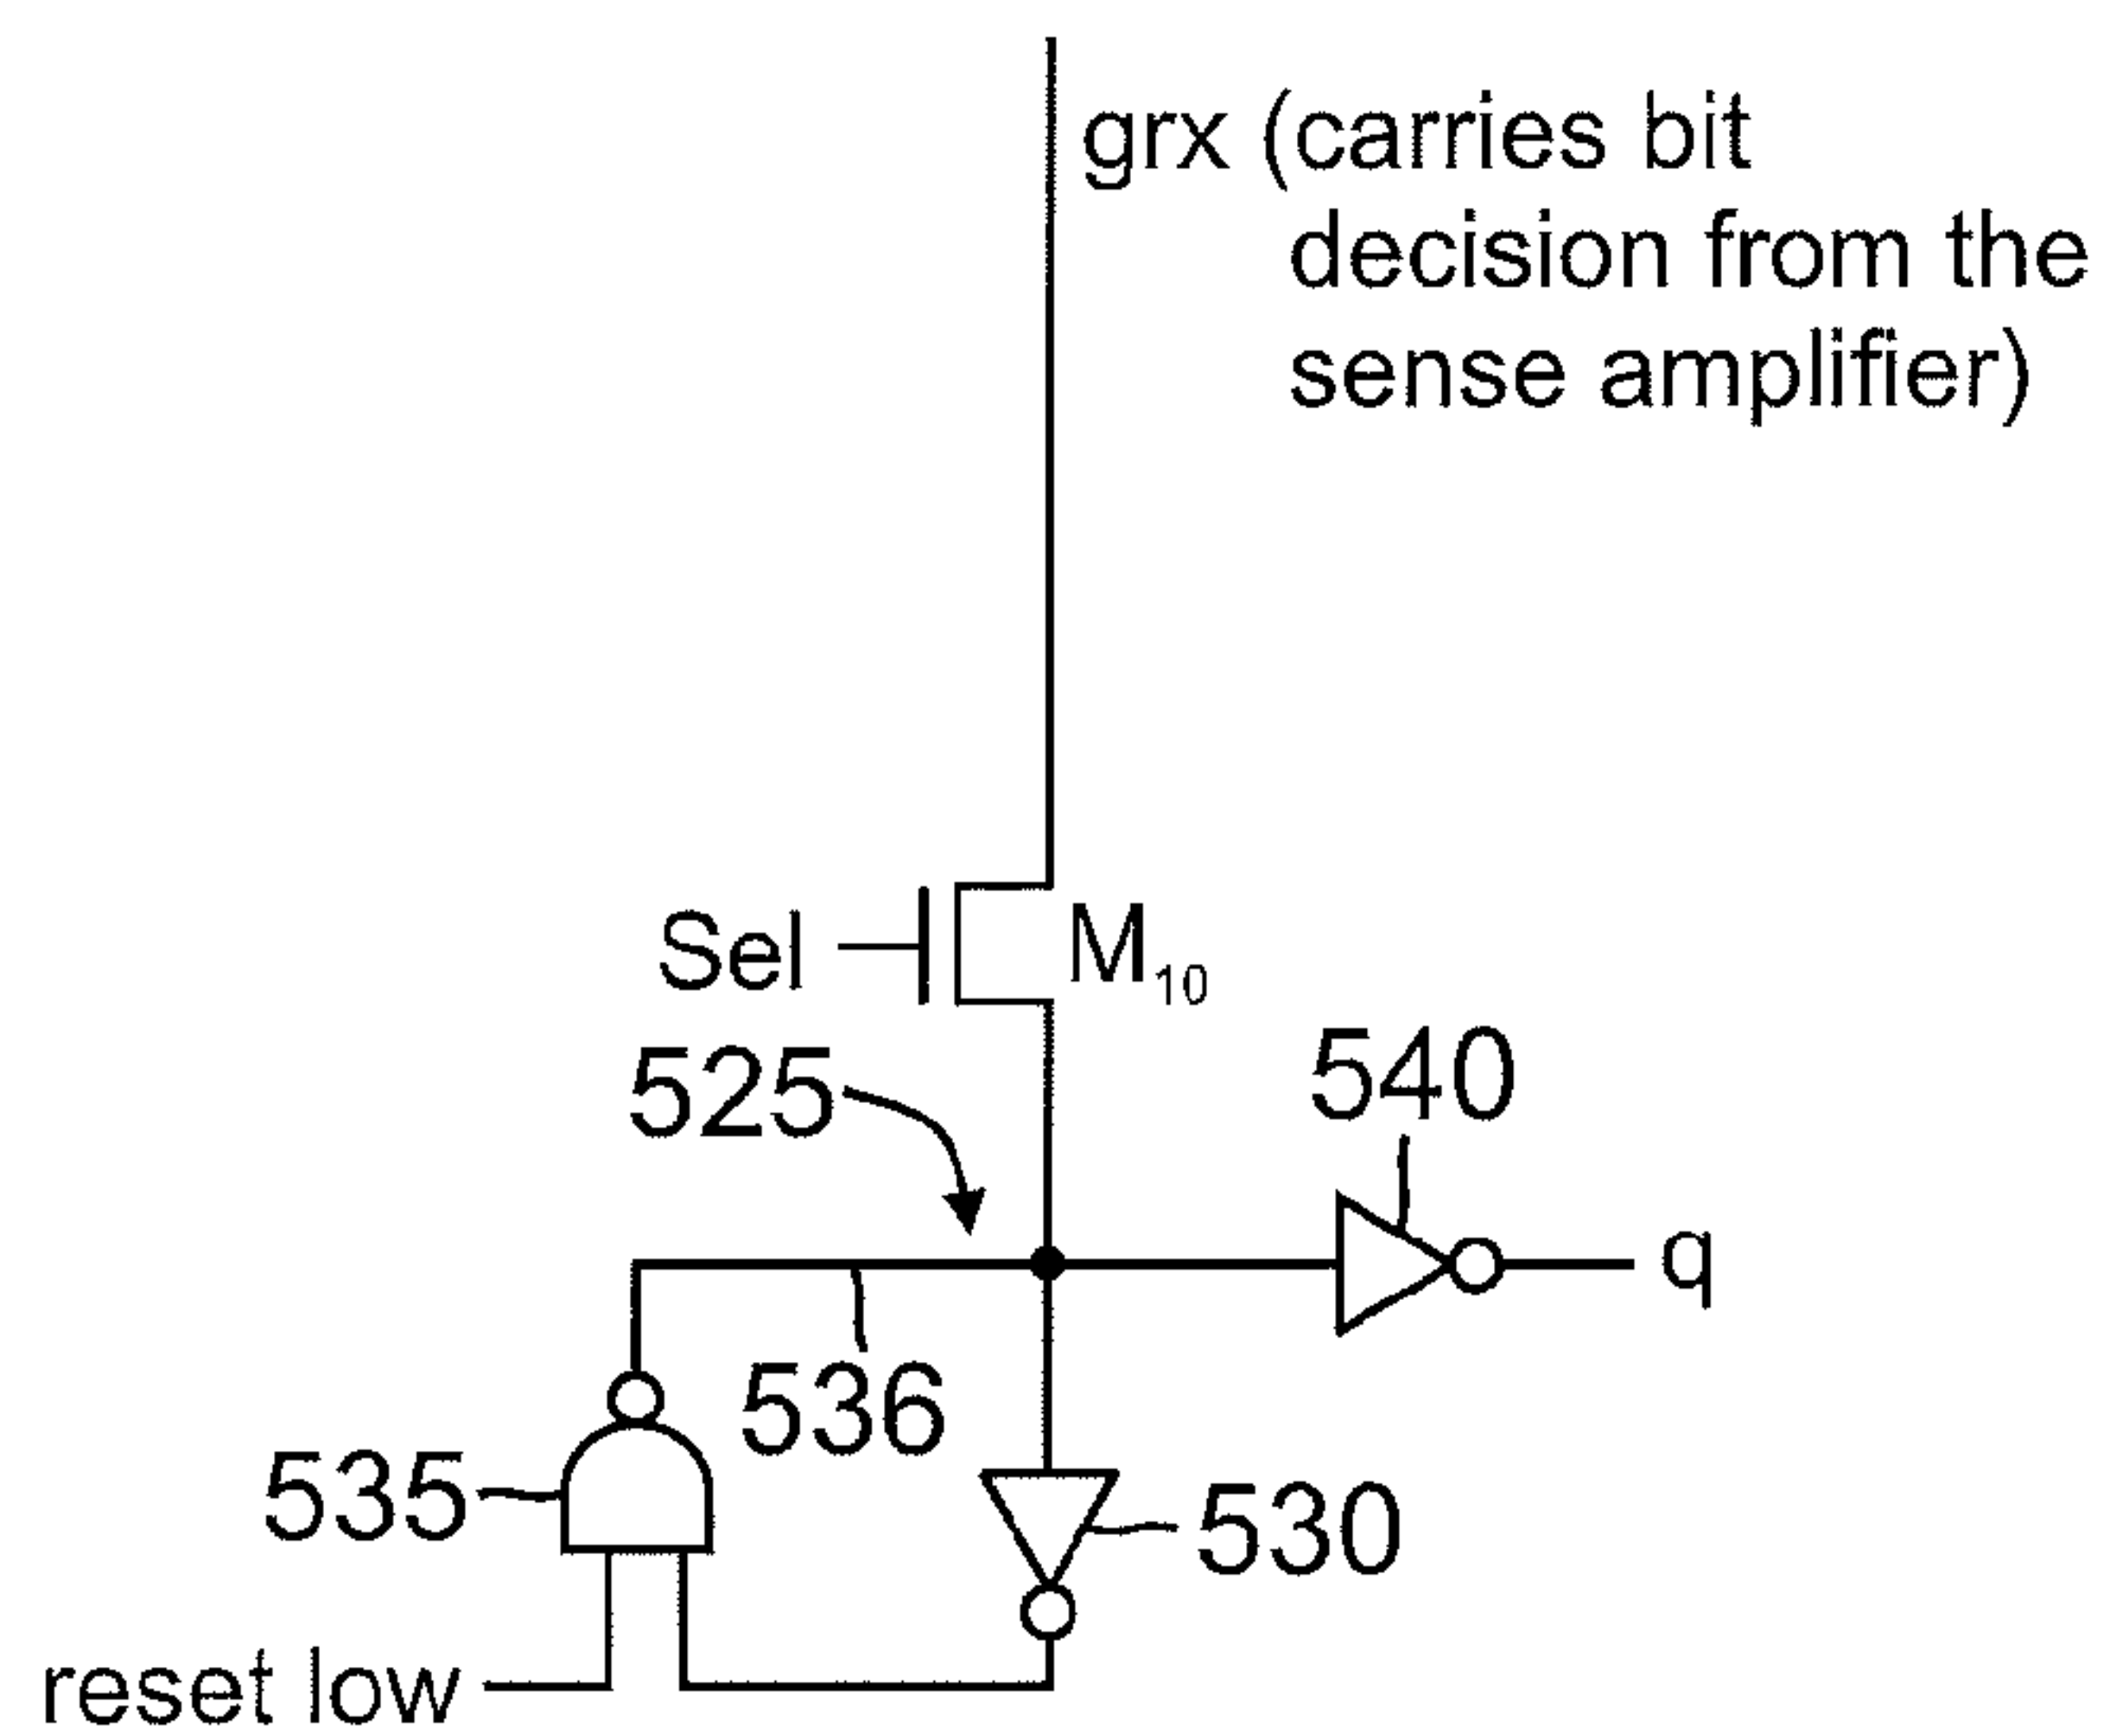 grx (carries bit
decision from the
sense amplifier)
Sel
M10
525
540
q
536
535
530
reset low